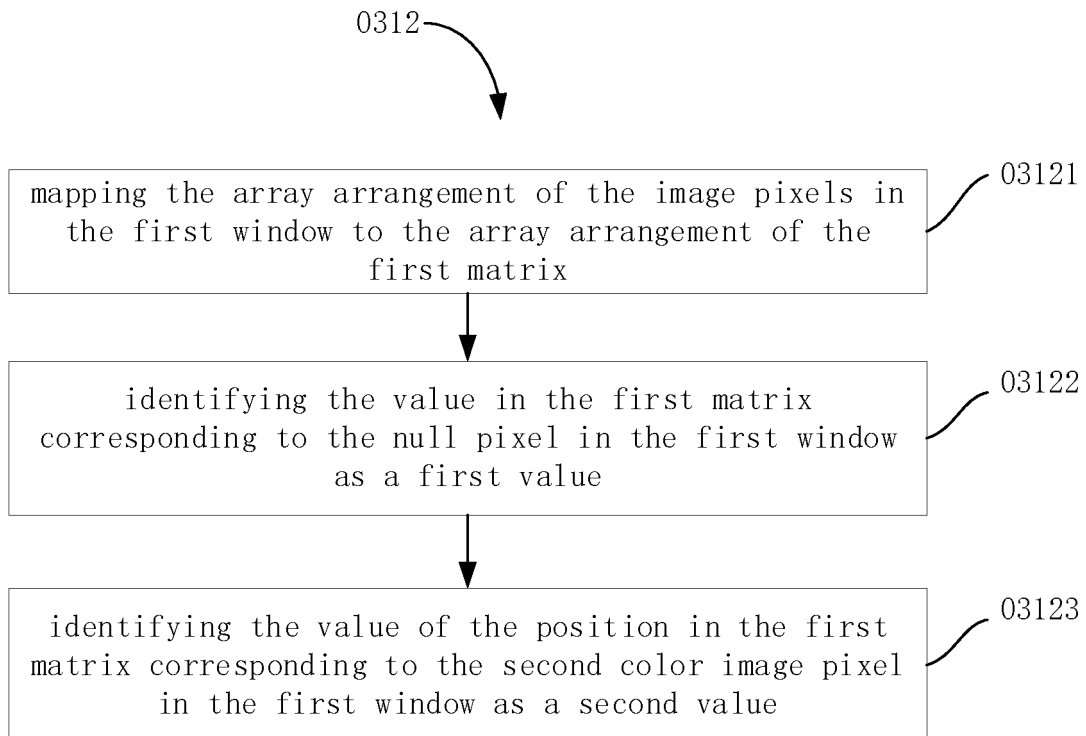 0312
mapping the array arrangement of the image pixels in
the first window to the array arrangement of the
first matrix
03121
identifying the value in the first matrix
corresponding to the null pixel in the first window
as a first value
03122
identifying the value of the position in the first
matrix corresponding to the second color image pixel
in the first window as a second value
03123